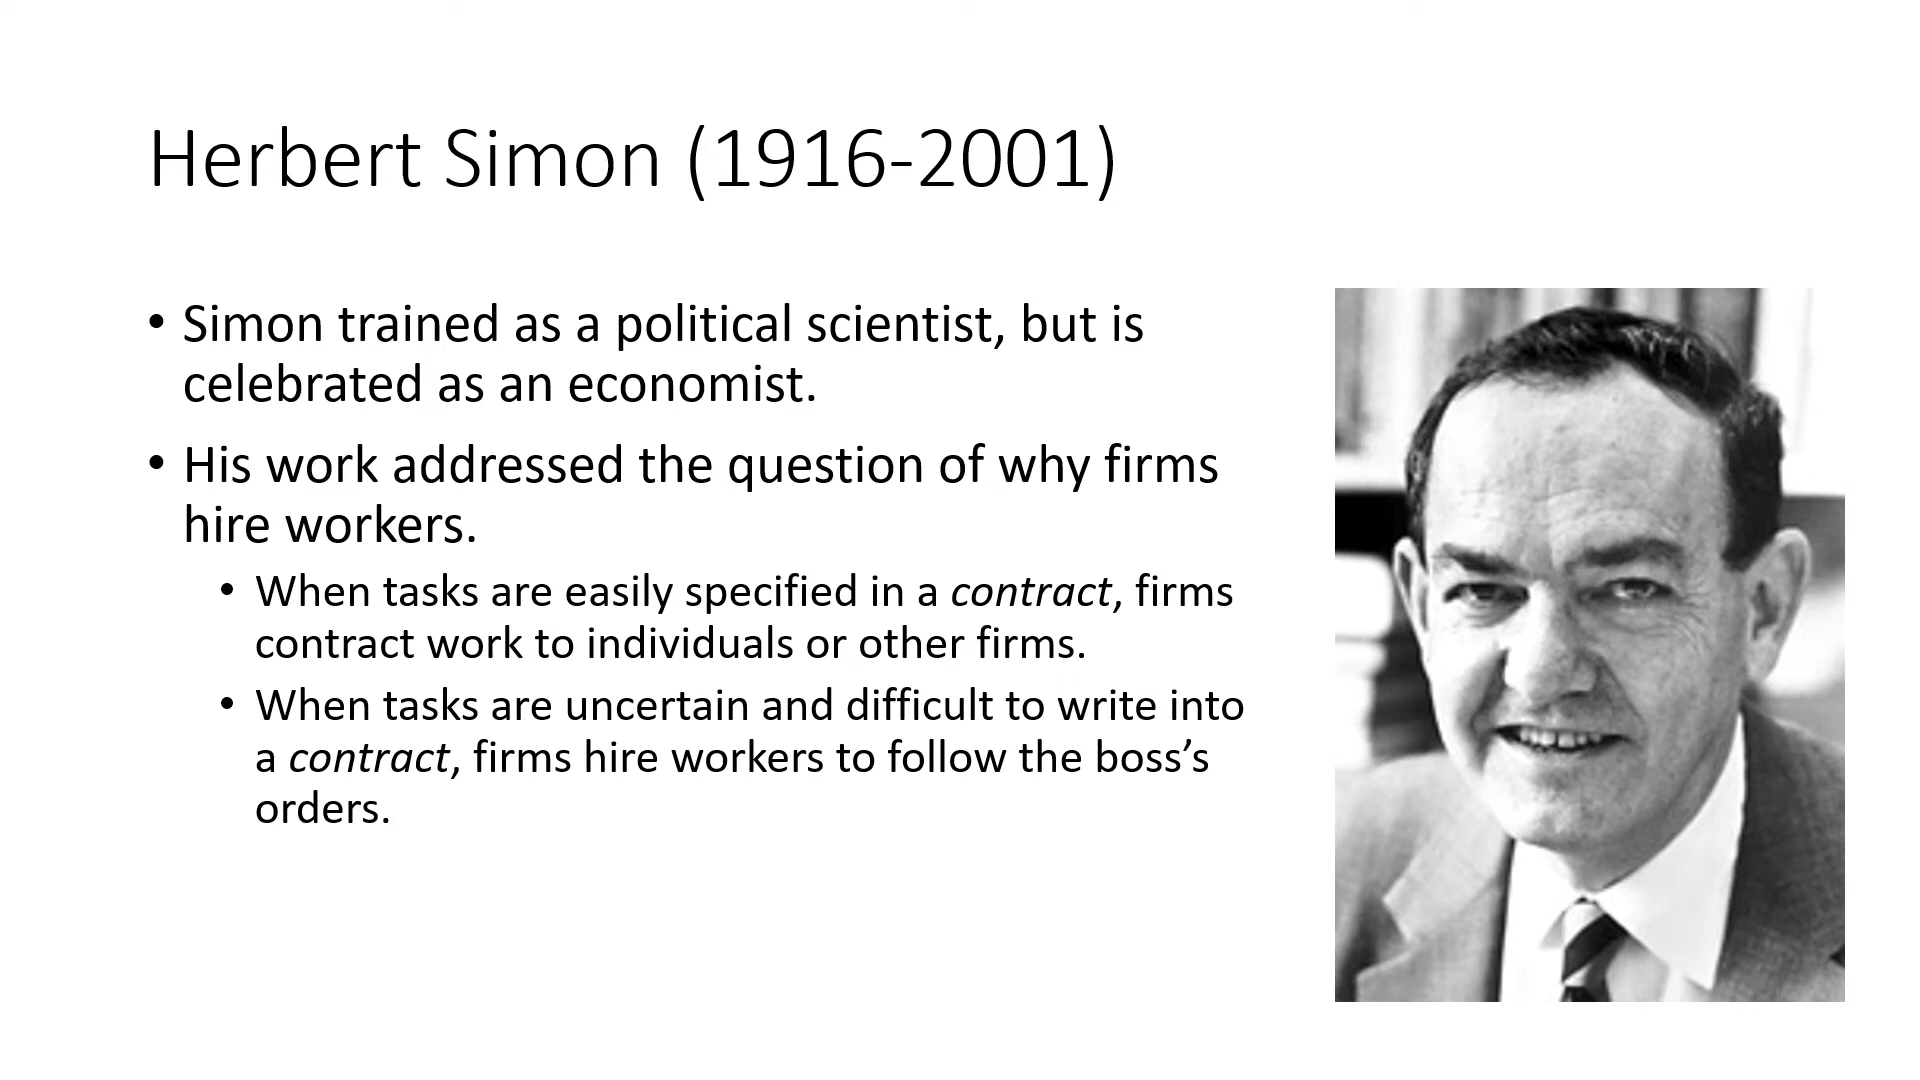 Herbert Simon (1916-2001)
• Simon trained as a political scientist, but is
celebrated as an economist.
• His work addressed the question of why firms
hire workers.
• When tasks are easily specified in a contract, firms
contract work to individuals or other firms.
• When tasks are uncertain and difficult to write into
a contract, firms hire workers to follow the boss’s
orders.